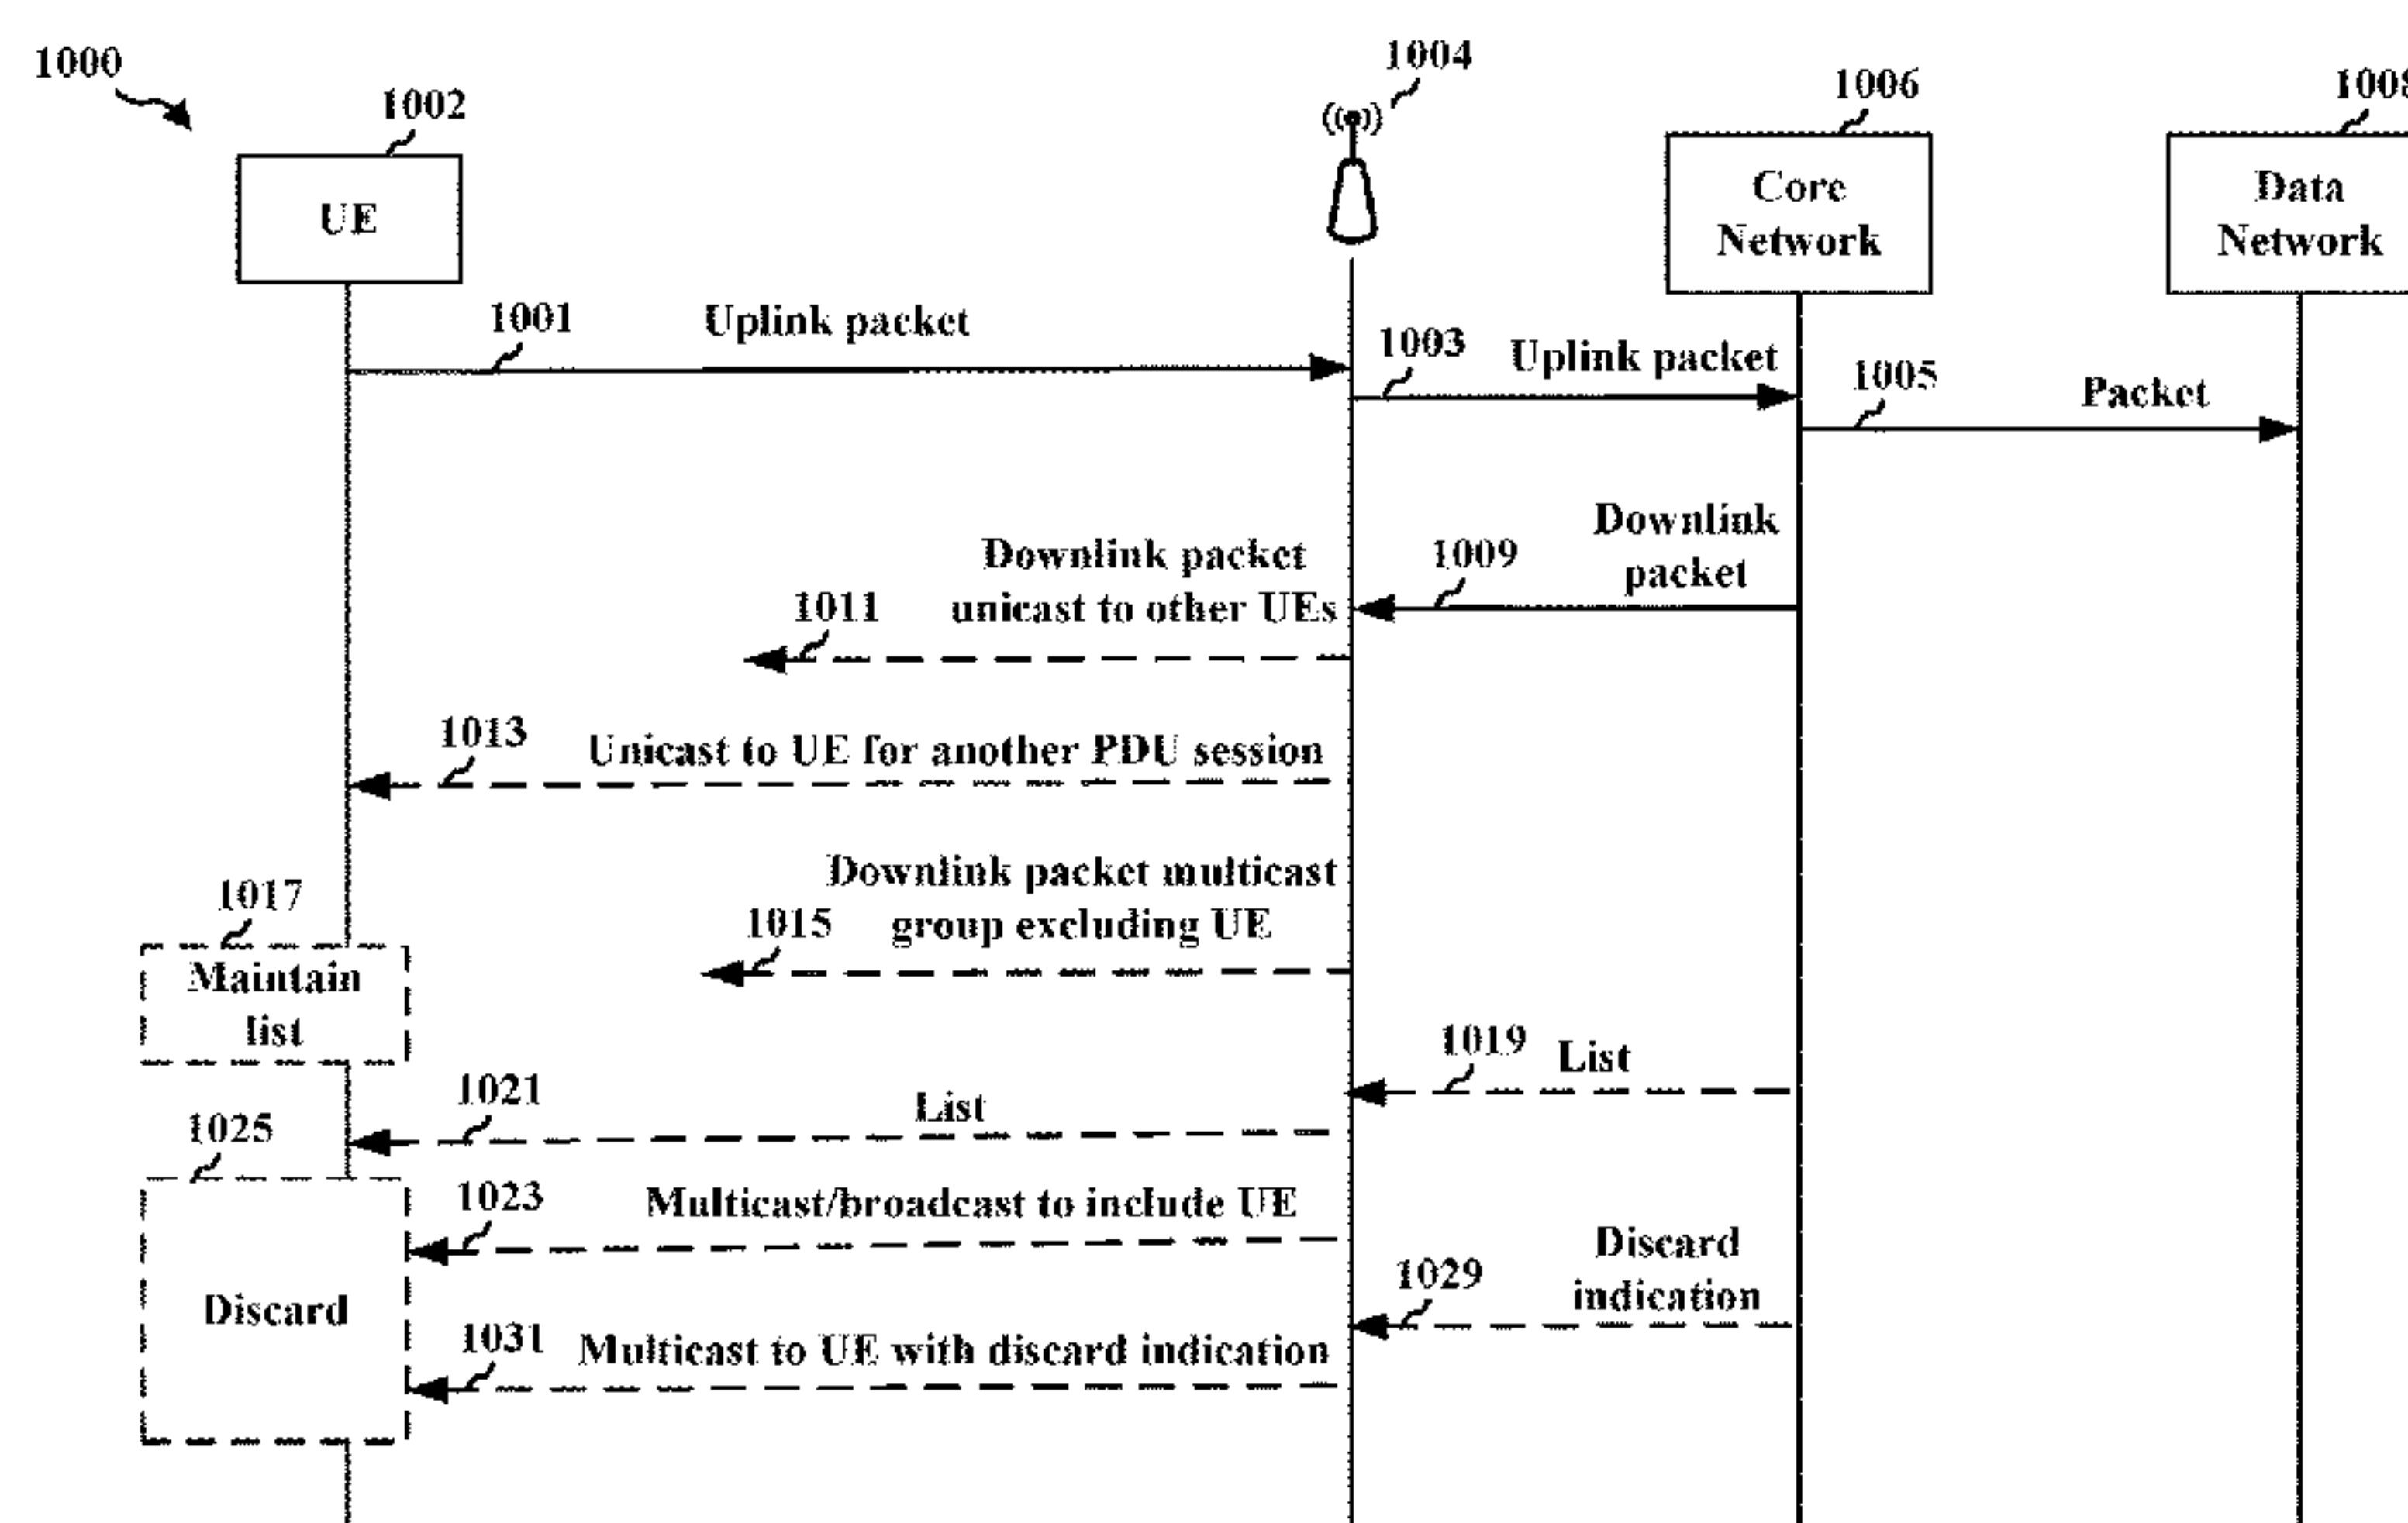 1000
1002
1004
1006
1008
UE
Core
Network
Data
Network
1001
Uplink packet
1003
Uplink packet
1005
Packet
Downlink
packet
1009
Downlink packet
unicast to other UEs
1011
1013
Unicast to UE for another PDU session
Downlink packet multicast
group excluding UE
1015
1017
Maintain
list
1019
List
1021
List
1025
1023
Multicast/broadcast to include UE
Discard
Discard
indication
1029
1031
Multicast to UE with discard indication